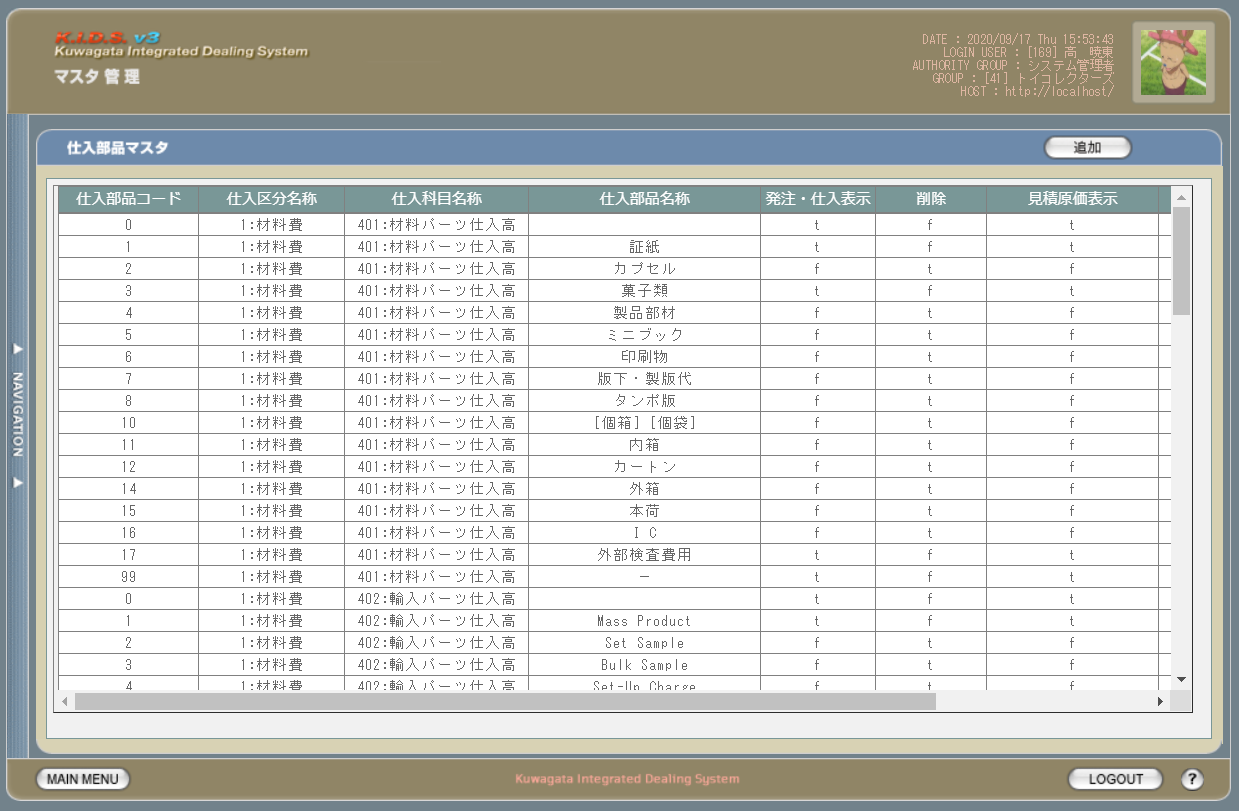 K.I.D.S. v3
Kuwagata Integrated Dealing System
マスタ管理
DATE : 2020/09/17 Thu 15:53:43
LOGIN USER : [169] 高　暁東
AUTHORITY GROUP : システム管理者
GROUP : [41] トイコレクターズ
HOST : http://localhost/
仕入部品マスタ
追加
仕入部品コード 仕入区分名称 仕入科目名称 仕入部品名称 発注・仕入表示 削除 見積原価表示
0 1:材料費 401:材料パーツ仕入高 t f t
1 1:材料費 401:材料パーツ仕入高 証紙 t f t
2 1:材料費 401:材料パーツ仕入高 カプセル f t f
3 1:材料費 401:材料パーツ仕入高 菓子類 t f t
4 1:材料費 401:材料パーツ仕入高 製品部材 f t f
5 1:材料費 401:材料パーツ仕入高 ミニブック f t f
6 1:材料費 401:材料パーツ仕入高 印刷物 f t f
7 1:材料費 401:材料パーツ仕入高 版下・製版代 f t f
8 1:材料費 401:材料パーツ仕入高 タンポ版 f t f
10 1:材料費 401:材料パーツ仕入高 [個箱] [個袋] f t f
11 1:材料費 401:材料パーツ仕入高 内箱 f t f
12 1:材料費 401:材料パーツ仕入高 カートン f t f
14 1:材料費 401:材料パーツ仕入高 外箱 f t f
15 1:材料費 401:材料パーツ仕入高 本荷 f t f
16 1:材料費 401:材料パーツ仕入高 ＩＣ f t f
17 1:材料費 401:材料パーツ仕入高 外部検査費用 t f t
99 1:材料費 401:材料パーツ仕入高 － t f t
0 1:材料費 402:輸入パーツ仕入高 t f t
1 1:材料費 402:輸入パーツ仕入高 Mass Product t f t
2 1:材料費 402:輸入パーツ仕入高 Set Sample f t f
3 1:材料費 402:輸入パーツ仕入高 Bulk Sample f t f
4 1:材料費 402:輸入パーツ仕入高 Set-Up Charge f t f
NAVIGATION
MAIN MENU
Kuwagata Integrated Dealing System
LOGOUT
?